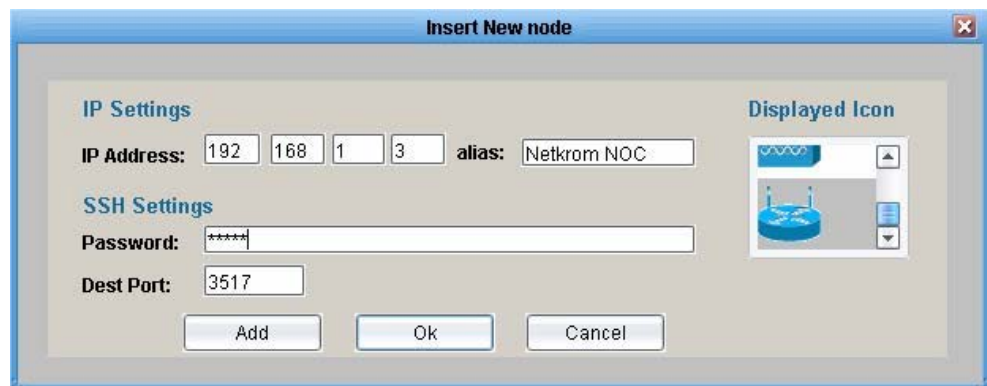 Insert New node
IP Settings
Displayed Icon
IP Address: 192 168 1 3 alias: Netkrom NOC
SSH Settings
Password: *****
Dest Port: 3517
Add Ok Cancel